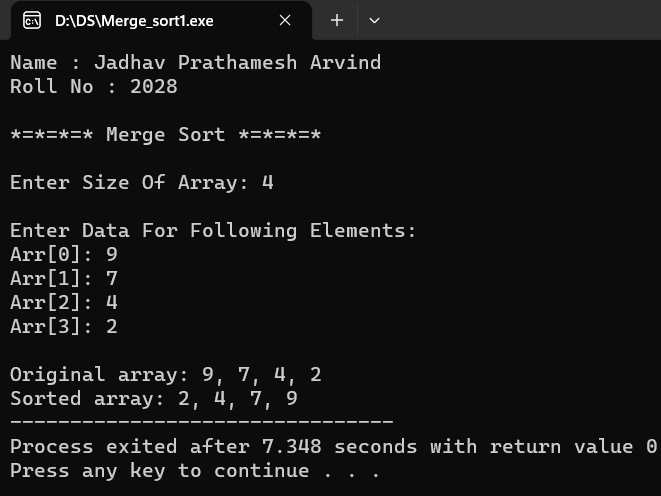 D:\DS\Merge_sort1.exe
Name : Jadhav Prathamesh Arvind
Roll No : 2028
*=*=*=* Merge Sort *=*=*=*
Enter Size Of Array: 4
Enter Data For Following Elements:
Arr[0]: 9
Arr[1]: 7
Arr[2]: 4
Arr[3]: 2
Original array: 9, 7, 4, 2
Sorted array: 2, 4, 7, 9
--------------------------------
Process exited after 7.348 seconds with return value 0
Press any key to continue . . .